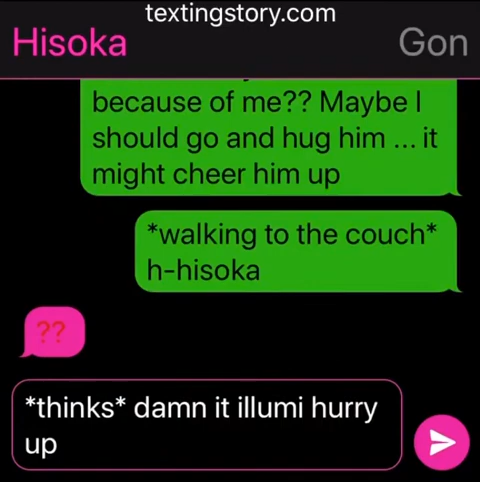 textingstory.com
Hisoka
Gon
because of me?? Maybe I
should go and hug him ... it
might cheer him up
*walking to the couch*
h-hisoka
??
*thinks* damn it illumi hurry
up